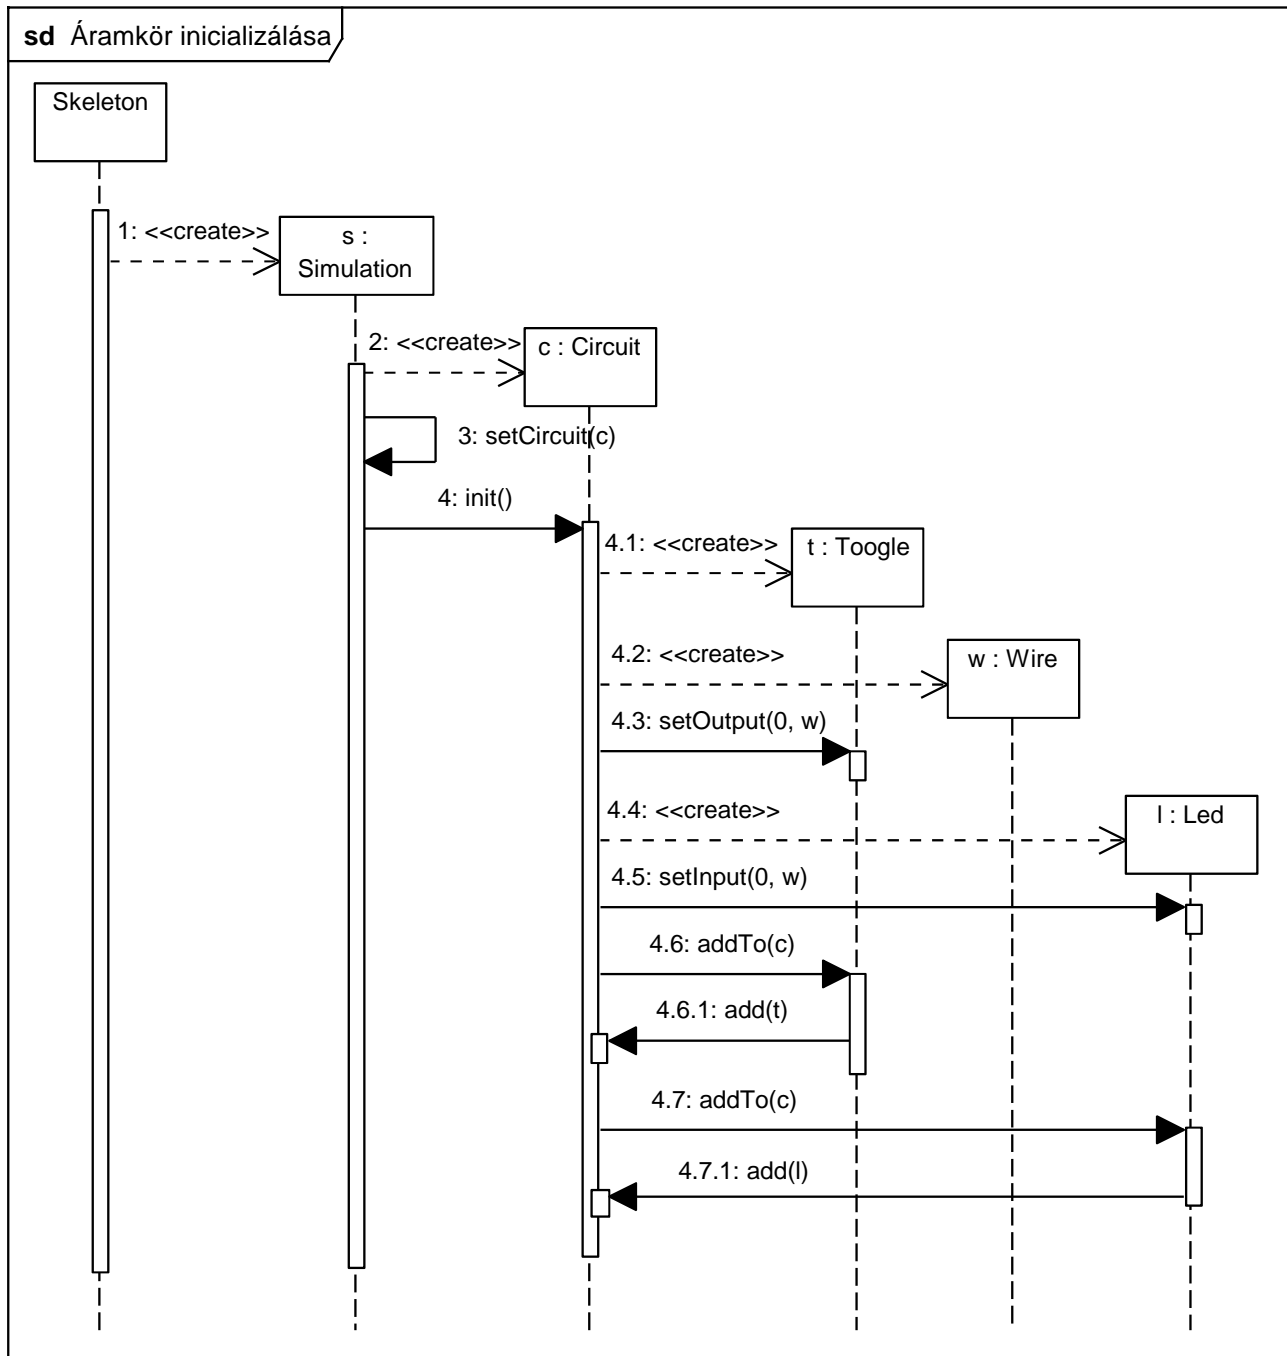 sd Áramkör inicializálása
Skeleton
1: <<create>>
s :
Simulation
2: <<create>>
c : Circuit
3: setCircuit(c)
4: init()
4.1: <<create>>
t : Toogle
4.2: <<create>>
w : Wire
4.3: setOutput(0, w)
4.4: <<create>>
l : Led
4.5: setInput(0, w)
4.6: addTo(c)
4.6.1: add(t)
4.7: addTo(c)
4.7.1: add(l)